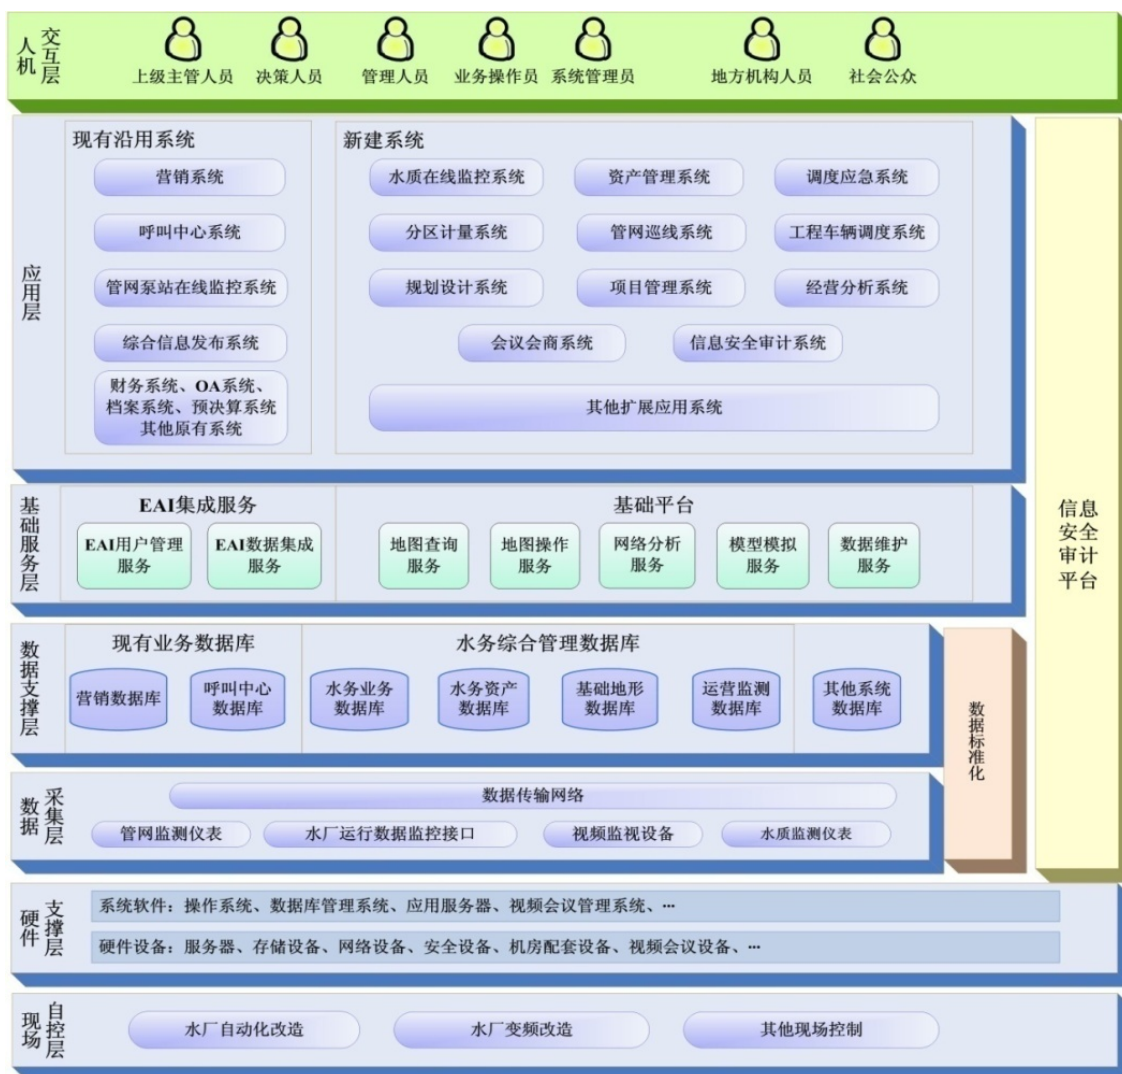 人机
交互层
上级主管人员
决策人员
管理人员
业务操作员
系统管理员
地方机构人员
社会公众
应用层
现有沿用系统
营销系统
呼叫中心系统
管网泵站在线监控系统
综合信息发布系统
财务系统、OA系统、
档案系统、预决算系统
其他原有系统
新建系统
水质在线监控系统
资产管理系统
调度应急系统
分区计量系统
管网巡线系统
工程车辆调度系统
规划设计系统
项目管理系统
经营分析系统
会议会商系统
信息安全审计系统
其他扩展应用系统
信息
安全
审计
平台
基础服务层
EAI集成服务
EAI用户管理
服务
EAI数据集成
服务
基础平台
地图查询
服务
地图操作
服务
网络分析
服务
模型模拟
服务
数据维护
服务
数据支撑层
现有业务数据库
营销数据库
呼叫中心
数据库
水务综合管理数据库
水务业务
数据库
水务资产
数据库
基础地形
数据库
运营监测
数据库
其他系统
数据库
数据标准化
数据
采集层
数据传输网络
管网监测仪表
水厂运行数据监控接口
视频监视设备
水质监测仪表
硬件
支撑层
系统软件：操作系统、数据库管理系统、应用服务器、视频会议管理系统、…
硬件设备：服务器、存储设备、网络设备、安全设备、机房配套设备、视频会议设备、…
现场
自控层
水厂自动化改造
水厂变频改造
其他现场控制